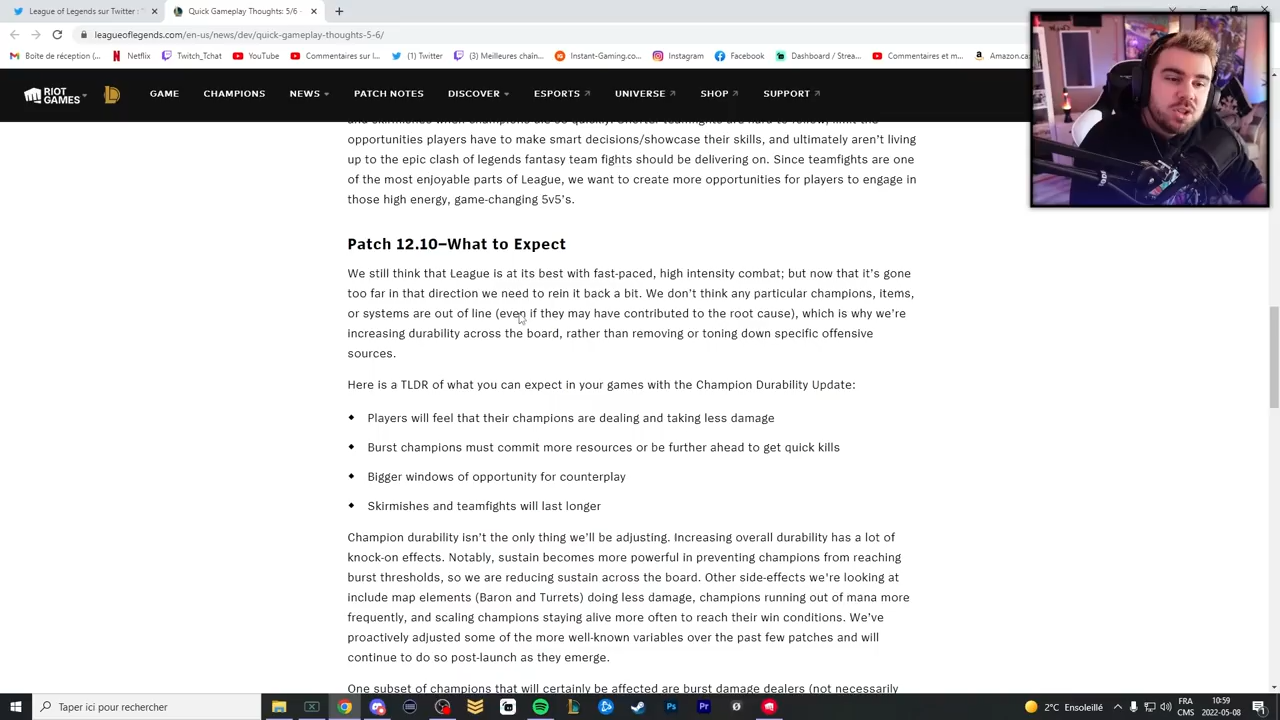 League of Legends sur Twitter : "
Quick Gameplay Thoughts: 5/6 -
leagueoflegends.com/en-us/news/dev/quick-gameplay-thoughts-5-6/
Boîte de réception (...
Netflix
Twitch_Tchat
YouTube
Commentaires sur l...
(1) Twitter
(3) Meilleures chaîn...
Instant-Gaming.co...
Instagram
Facebook
Dashboard / Strea...
Commentaires et m...
Amazon.ca
RIOT GAMES
GAME
CHAMPIONS
NEWS
PATCH NOTES
DISCOVER
ESPORTS
UNIVERSE
SHOP
SUPPORT
opportunities players have to make smart decisions/showcase their skills, and ultimately aren't living
up to the epic clash of legends fantasy team fights should be delivering on. Since teamfights are one
of the most enjoyable parts of League, we want to create more opportunities for players to engage in
those high energy, game-changing 5v5's.
Patch 12.10–What to Expect
We still think that League is at its best with fast-paced, high intensity combat; but now that it's gone
too far in that direction we need to rein it back a bit. We don't think any particular champions, items,
or systems are out of line (even if they may have contributed to the root cause), which is why we're
increasing durability across the board, rather than removing or toning down specific offensive
sources.
Here is a TLDR of what you can expect in your games with the Champion Durability Update:
Players will feel that their champions are dealing and taking less damage
Burst champions must commit more resources or be further ahead to get quick kills
Bigger windows of opportunity for counterplay
Skirmishes and teamfights will last longer
Champion durability isn't the only thing we'll be adjusting. Increasing overall durability has a lot of
knock-on effects. Notably, sustain becomes more powerful in preventing champions from reaching
burst thresholds, so we are reducing sustain across the board. Other side-effects we're looking at
include map elements (Baron and Turrets) doing less damage, champions running out of mana more
frequently, and scaling champions staying alive more often to reach their win conditions. We've
proactively adjusted some of the more well-known variables over the past few patches and will
continue to do so post-launch as they emerge.
One subset of champions that will certainly be affected are burst damage dealers (not necessarily
Taper ici pour rechercher
2°C Ensoleillé
FRA
CMS
10:59
2022-05-08